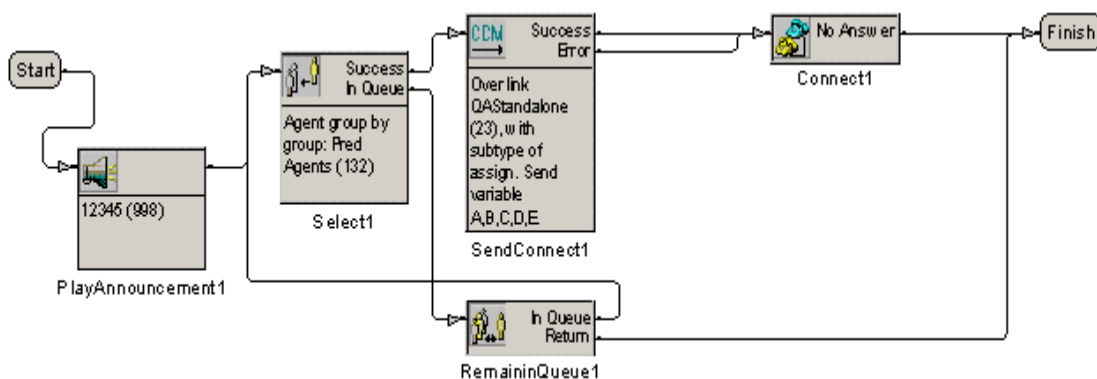 Start
12345 (998)
PlayAnnouncement1
Success
In Queue
Agent group by
group: Pred
Agents (132)
Select1
CCM
Success
Error
Over link
QAStandalone
(23), with
subtype of
assign. Send
variable
A,B,C,D,E.
SendConnect1
In Queue
Return
RemaininQueue1
No Answer
Connect1
Finish